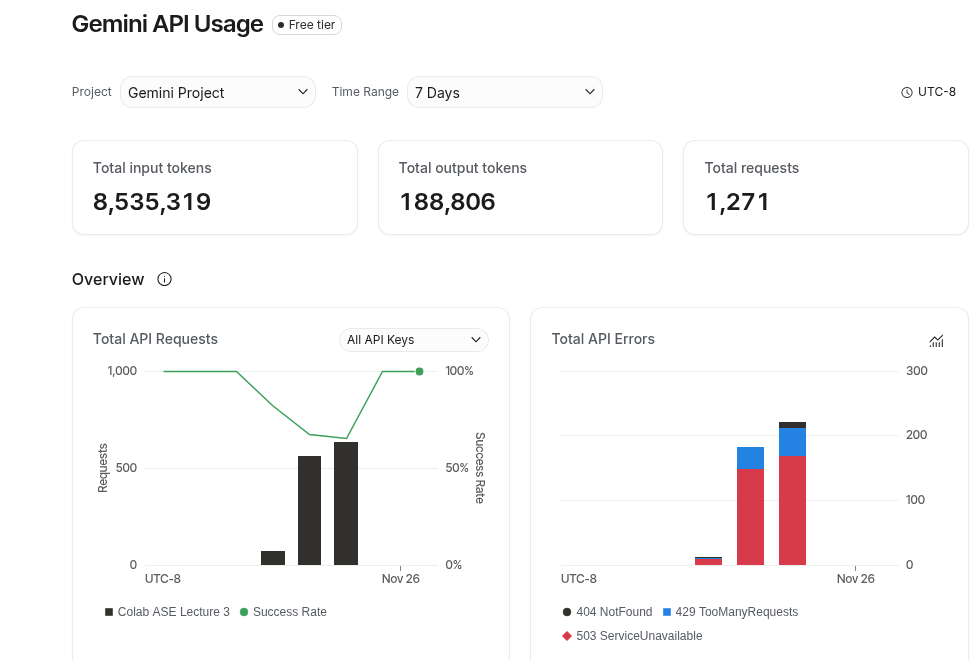 Gemini API Usage
Free tier
Project
Gemini Project
Time Range
7 Days
UTC-8
Total input tokens
8,535,319
Total output tokens
188,806
Total requests
1,271
Overview
Total API Requests
All API Keys
1,000
500
0
Requests
100%
50%
0%
Success Rate
UTC-8
Nov 26
Colab ASE Lecture 3
Success Rate
Total API Errors
300
200
100
0
UTC-8
Nov 26
404 NotFound
429 TooManyRequests
503 ServiceUnavailable